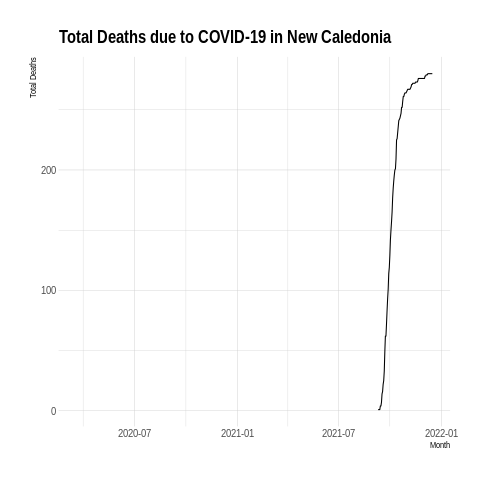 Total Deaths due to COVID-19 in New Caledonia
Total Deaths
200
100
0
2020-07 2021-01 2021-07 2022-01
Month